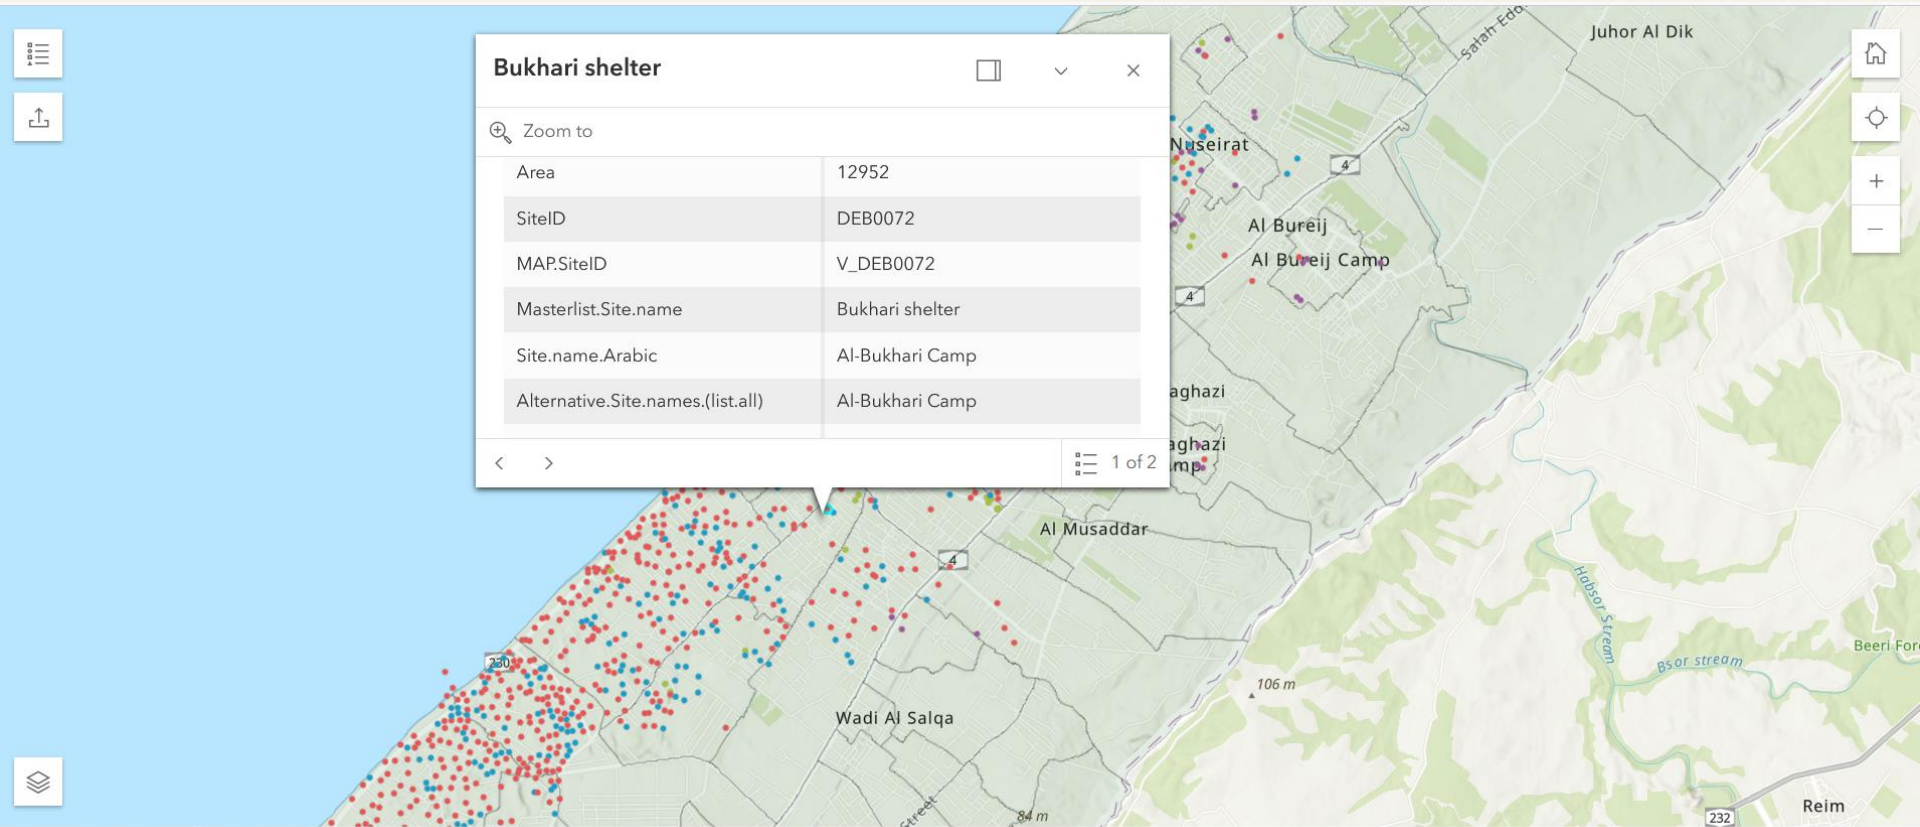 Bukhari shelter
Zoom to
Area 12952
SiteID DEB0072
MAP.SiteID V_DEB0072
Masterlist.Site.name Bukhari shelter
Site.name.Arabic Al-Bukhari Camp
Alternative.Site.names.(list.all) Al-Bukhari Camp
1 of 2
Juhor Al Dik
Nuseirat
4
Al Bureij
Al Bureij Camp
4
aghazi
aghazi
mp
Al Musaddar
4
230
Wadi Al Salqa
106 m
Habsor Stream
Bsor stream
Beeri For
Street
84 m
Reim
232